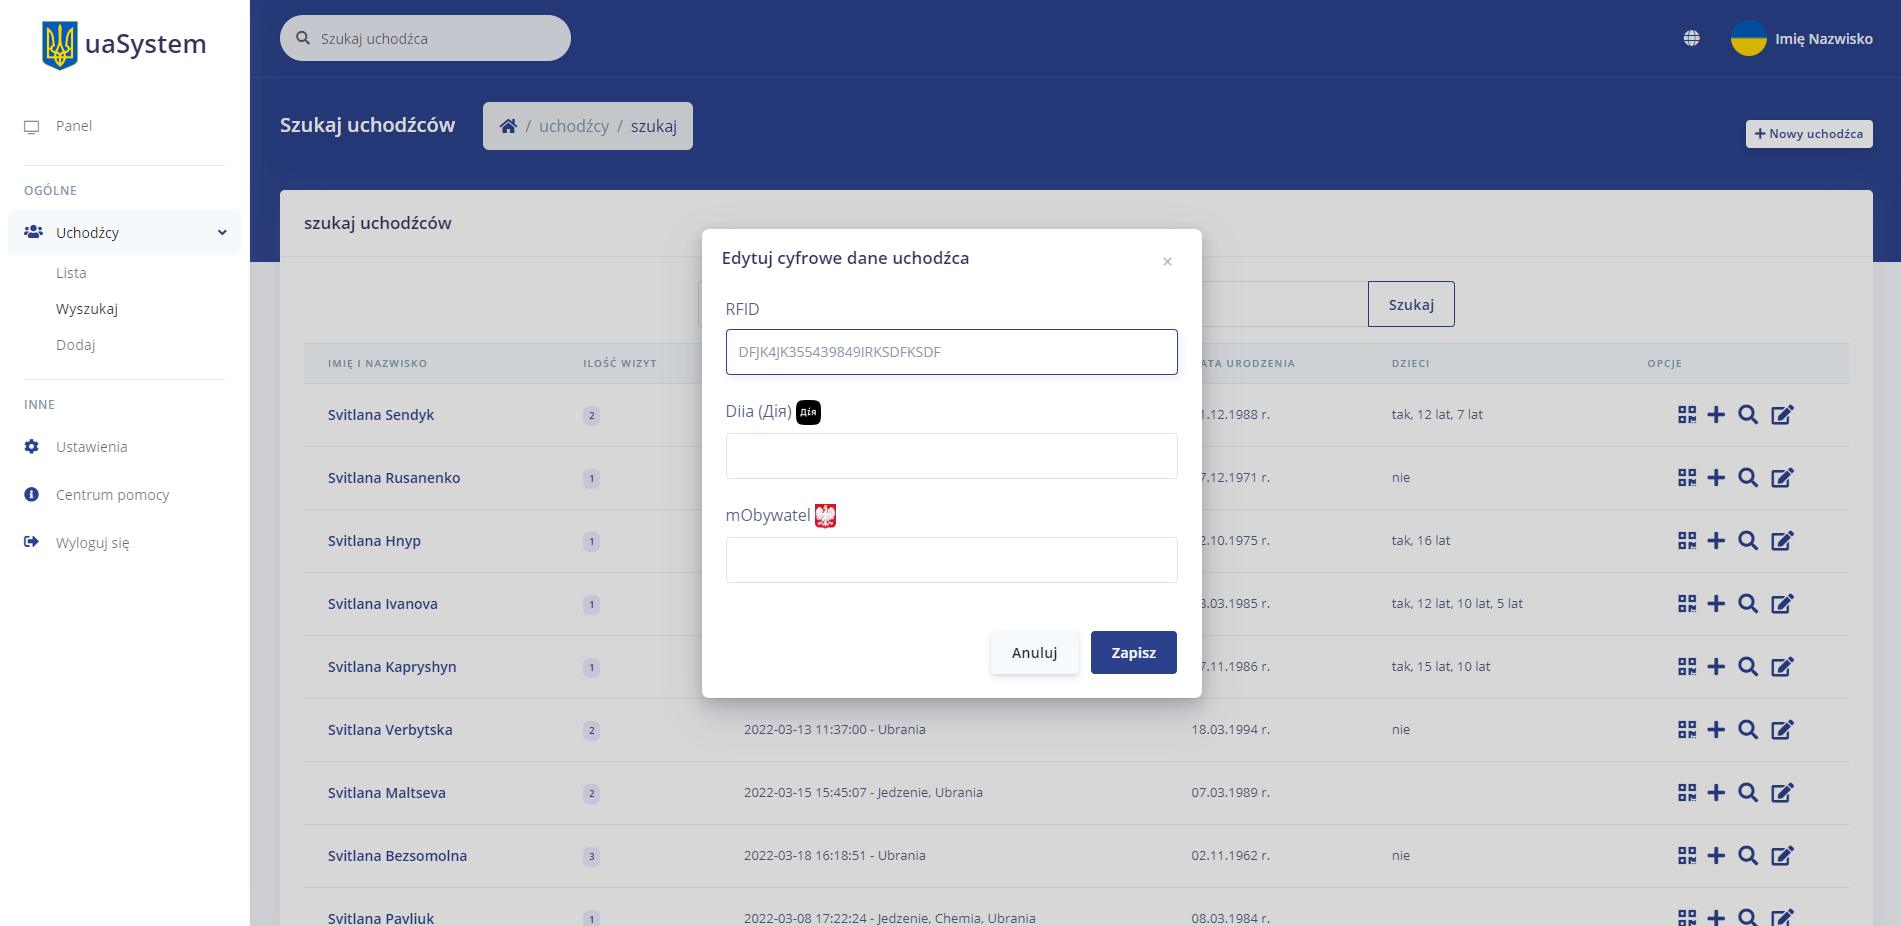 uaSystem
Szukaj uchodźca
Imię Nazwisko
Panel
OGÓLNE
Uchodźcy
Lista
Wyszukaj
Dodaj
INNE
Ustawienia
Centrum pomocy
Wyloguj się
Szukaj uchodźców
/ uchodźcy / szukaj
+ Nowy uchodźca
szukaj uchodźców
Szukaj
Edytuj cyfrowe dane uchodźca ×
RFID
DFJK4JK355439849IRKSDFKSDF
Diia (Дія) Дія
mObywatel
Anuluj Zapisz
IMIĘ I NAZWISKO ILOŚĆ WIZYT ATA URODZENIA DZIECI OPCJE
Svitlana Sendyk 2 1.12.1988 r. tak, 12 lat, 7 lat
Svitlana Rusanenko 1 7.12.1971 r. nie
Svitlana Hnyp 1 2.10.1975 r. tak, 16 lat
Svitlana Ivanova 1 .03.1985 r. tak, 12 lat, 10 lat, 5 lat
Svitlana Kapryshyn 1 7.11.1986 r. tak, 15 lat, 10 lat
Svitlana Verbytska 2 2022-03-13 11:37:00 - Ubrania 18.03.1994 r. nie
Svitlana Maltseva 2 2022-03-15 15:45:07 - Jedzenie, Ubrania 07.03.1989 r.
Svitlana Bezsomolna 3 2022-03-18 16:18:51 - Ubrania 02.11.1962 r. nie
Svitlana Pavliuk 1 2022-03-08 17:22:24 - Jedzenie, Chemia, Ubrania 08.03.1984 r.